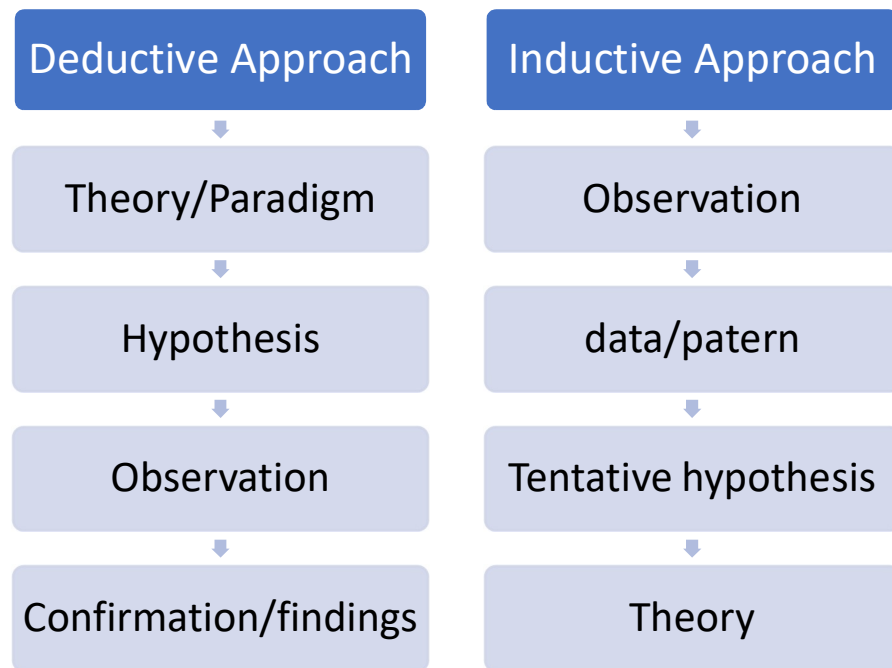 Deductive Approach
Theory/Paradigm
Hypothesis
Observation
Confirmation/findings
Inductive Approach
Observation
data/patern
Tentative hypothesis
Theory